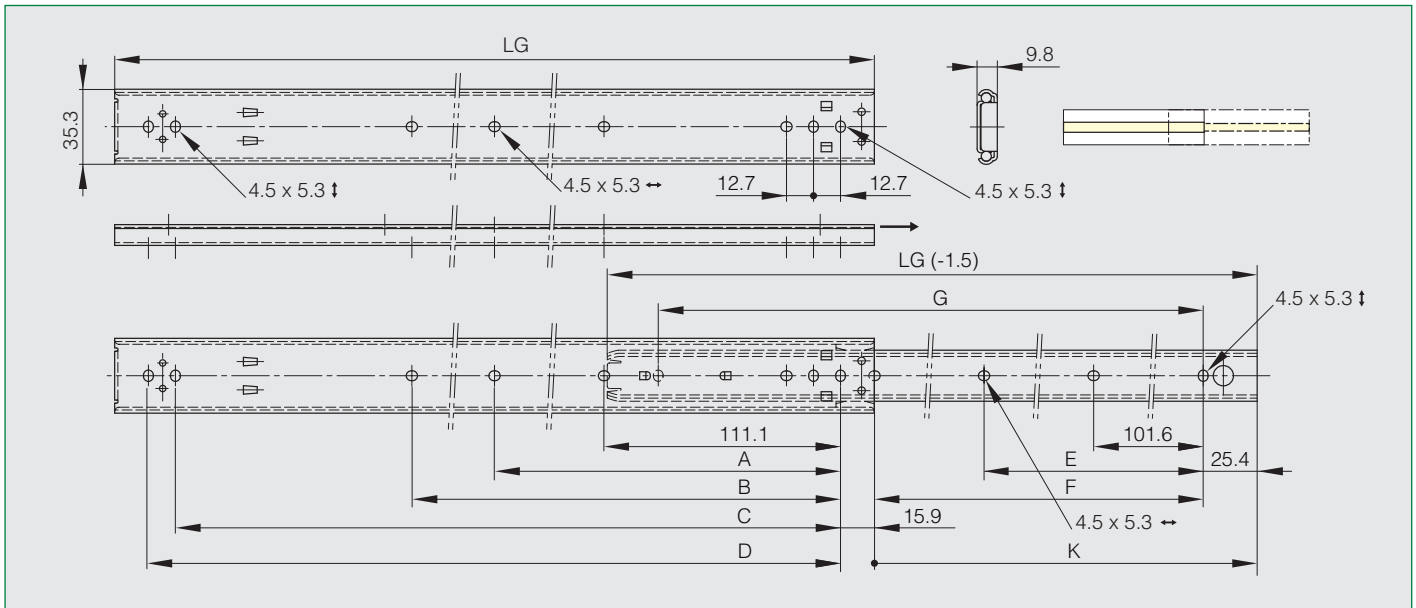 LG
9.8
35.3
4.5 x 5.3 ↕
4.5 x 5.3 ↔
12.7
12.7
4.5 x 5.3 ↕
LG (-1.5)
G
4.5 x 5.3 ↕
111.1
101.6
A
E
25.4
B
F
C
15.9
4.5 x 5.3 ↔
D
K